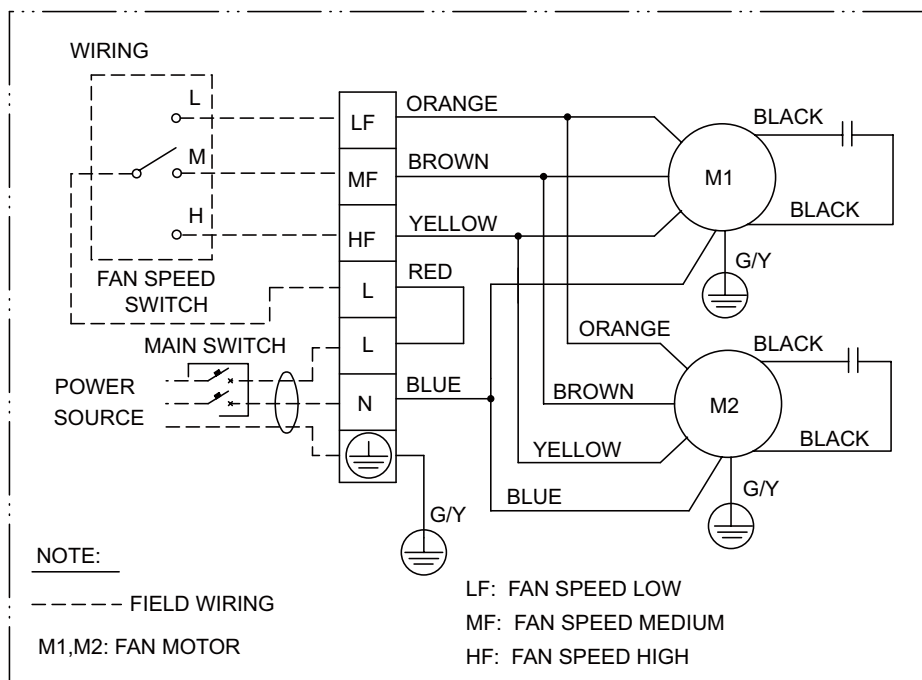 WIRING
L
M
H
FAN SPEED
SWITCH
MAIN SWITCH
POWER
SOURCE
LF
MF
HF
L
L
N
ORANGE
BROWN
YELLOW
RED
BLUE
G/Y
M1
BLACK
BLACK
G/Y
ORANGE
BROWN
YELLOW
BLUE
M2
BLACK
BLACK
G/Y
NOTE:
FIELD WIRING
M1,M2: FAN MOTOR
LF: FAN SPEED LOW
MF: FAN SPEED MEDIUM
HF: FAN SPEED HIGH